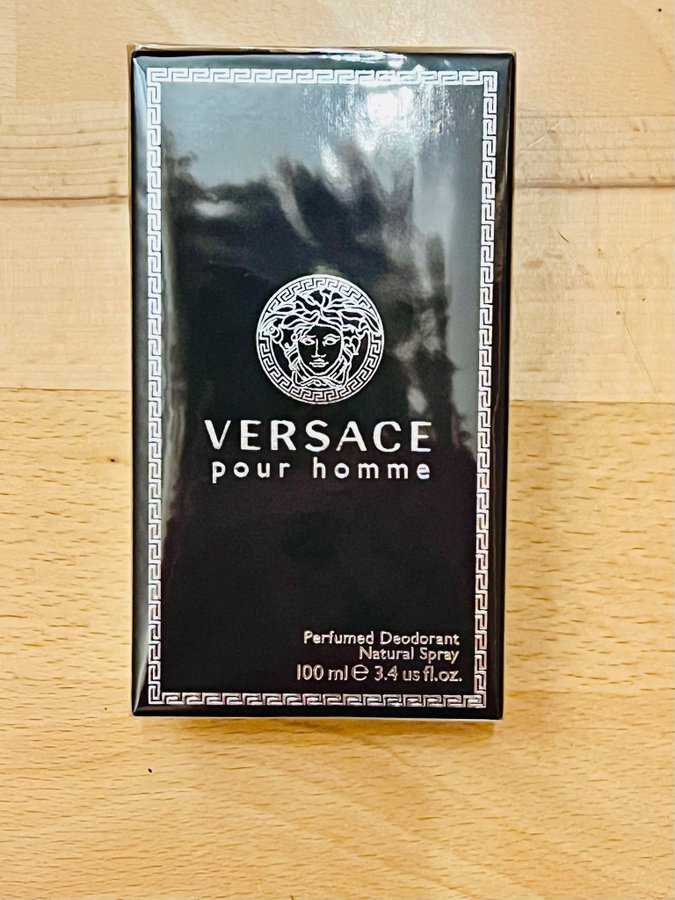 VERSACE
pour homme
Perfumed Deodorant
Natural Spray
100 ml ℮ 3.4 us fl.oz.